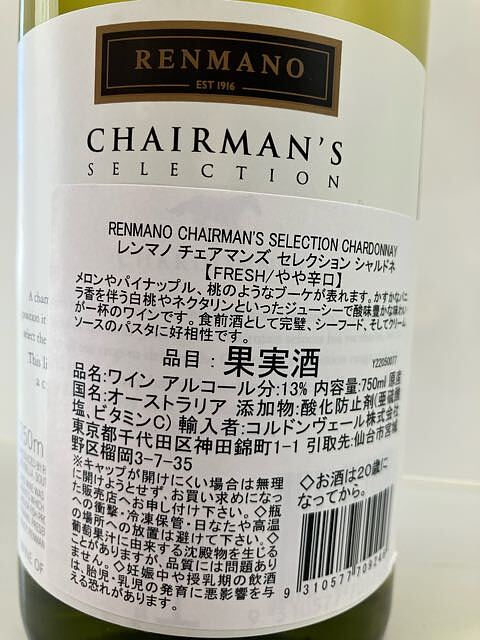 RENMANO
EST 1916
CHAIRMAN'S
SELECTION
RENMANO CHAIRMAN'S SELECTION CHARDONNAY
レンマノ チェアマンズ セレクション シャルドネ
【FRESH/やや辛口】
メロンやパイナップル、桃のようなブーケが表れます。かすかなバニ
ラ香を伴う白桃やネクタリンといったジューシーで酸味豊かな味わい
が一杯のワインです。食前酒として完璧、シーフード、そしてクリーム
ソースのパスタに好相性です。
品目:果実酒
Y22050077
品名:ワイン アルコール分:13% 内容量:750ml 原産
国名:オーストラリア 添加物:酸化防止剤(亜硫酸
塩、ビタミンC) 輸入者:コルドンヴェール株式会社
東京都千代田区神田錦町1-1 引取先:仙台市宮城
野区榴岡3-7-35
※キャップが開けにくい場合は無理
に開けようとせず、お買い求めになっ
た販売店へお申し付け下さい。◇瓶
への衝撃・冷凍保管・日なたや高温
の場所への放置は避けて下さい。◇
葡萄果汁に由来する沈殿物を生じる
ことがありますが、品質には問題あり
ません。◇妊娠中や授乳期の飲酒
は、胎児・乳児の発育に悪影響を与
える恐れがあります。
◇お酒は20歳に
なってから。
9 310577 709246